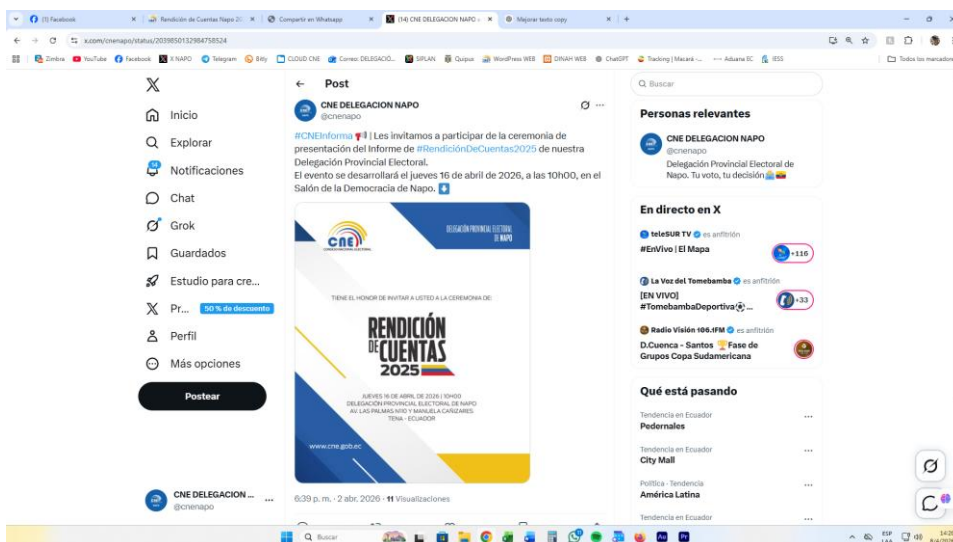 (1) Facebook
Rendición de Cuentas Napo 20
Compartir en Whatsapp
(14) CNE DELEGACION NAPO
Mejorar texto copy
x.com/cnenapo/status/2039850132984758524
Zimbra
YouTube
Facebook
X NAPO
Telegram
Bitly
CLOUD CNE
Correo: DELEGACIÓ...
SIPLAN
Quipux
WordPress WEB
DINAH WEB
ChatSPT
Tracking | Macará -...
Aduana EC
IESS
Todos los marcadores
Inicio
Explorar
14
Notificaciones
Chat
Grok
Guardados
Estudio para cre...
Pr...
50 % de descuento
Perfil
Más opciones
Postear
CNE DELEGACION ...
@cnenapo
Post
CNE DELEGACION NAPO
@cnenapo
#CNEInforma | Les invitamos a participar de la ceremonia de
presentación del Informe de #RendiciónDeCuentas2025 de nuestra
Delegación Provincial Electoral.
El evento se desarrollará el jueves 16 de abril de 2026, a las 10h00, en el
Salón de la Democracia de Napo.
cne
CONSEJO NACIONAL ELECTORAL
DELEGACIÓN PROVINCIAL ELECTORAL
DE NAPO
TIENE EL HONOR DE INVITAR A USTED A LA CEREMONIA DE:
RENDICIÓN
DE CUENTAS
2025
JUEVES 16 DE ABRIL DE 2026 | 10H00
DELEGACIÓN PROVINCIAL ELECTORAL DE NAPO
AV. LAS PALMAS N110 Y MANUELA CAÑIZARES
TENA - ECUADOR
www.cne.gob.ec
6:39 p. m. · 2 abr. 2026 · 11 Visualizaciones
Buscar
Personas relevantes
CNE DELEGACION NAPO
@cnenapo
Delegación Provincial Electoral de
Napo. Tu voto, tu decisión
En directo en X
teleSUR TV es anfitrión
#EnVivo | El Mapa
+116
La Voz del Tomebamba es anfitrión
[EN VIVO]
#TomebambaDeportiva ...
+33
Radio Visión 106.1FM es anfitrión
D.Cuenca - Santos Fase de
Grupos Copa Sudamericana
Qué está pasando
Tendencia en Ecuador
Pedernales
Tendencia en Ecuador
City Mall
Política · Tendencia
América Latina
Tendencia en Ecuador
Buscar
ESP
LAA